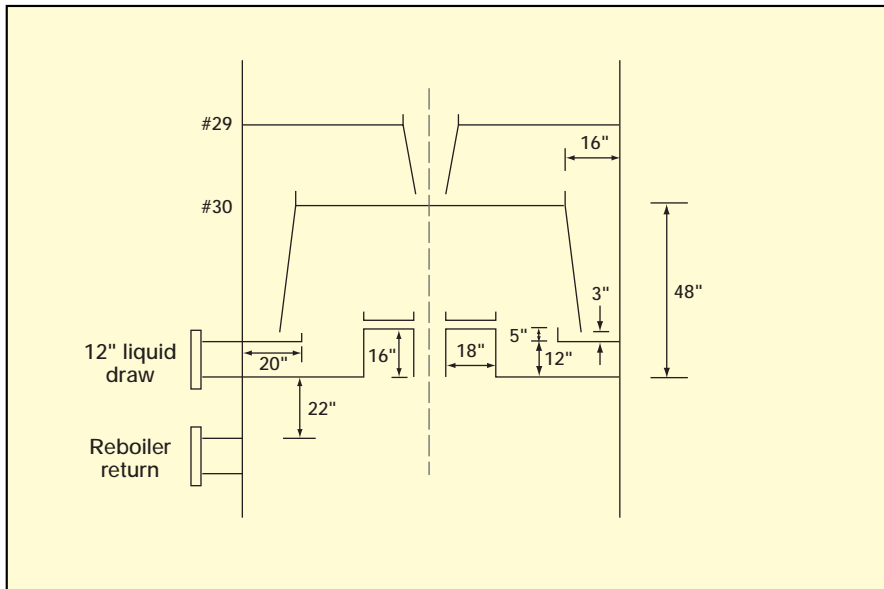 #29
16"
#30
3"
48"
5"
12" liquid
draw
16"
18"
12"
20"
22"
Reboiler
return